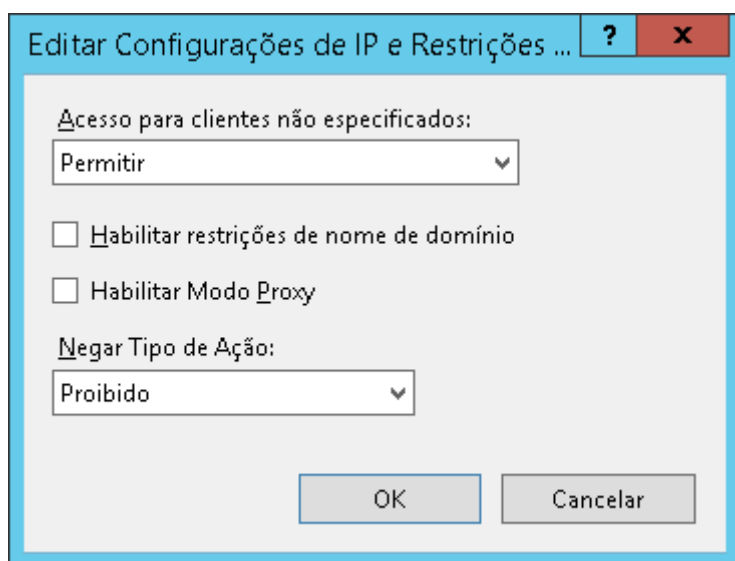 Editar Configurações de IP e Restrições ... ? x
Acesso para clientes não especificados:
Permitir
Habilitar restrições de nome de domínio
Habilitar Modo Proxy
Negar Tipo de Ação:
Proibido
OK Cancelar